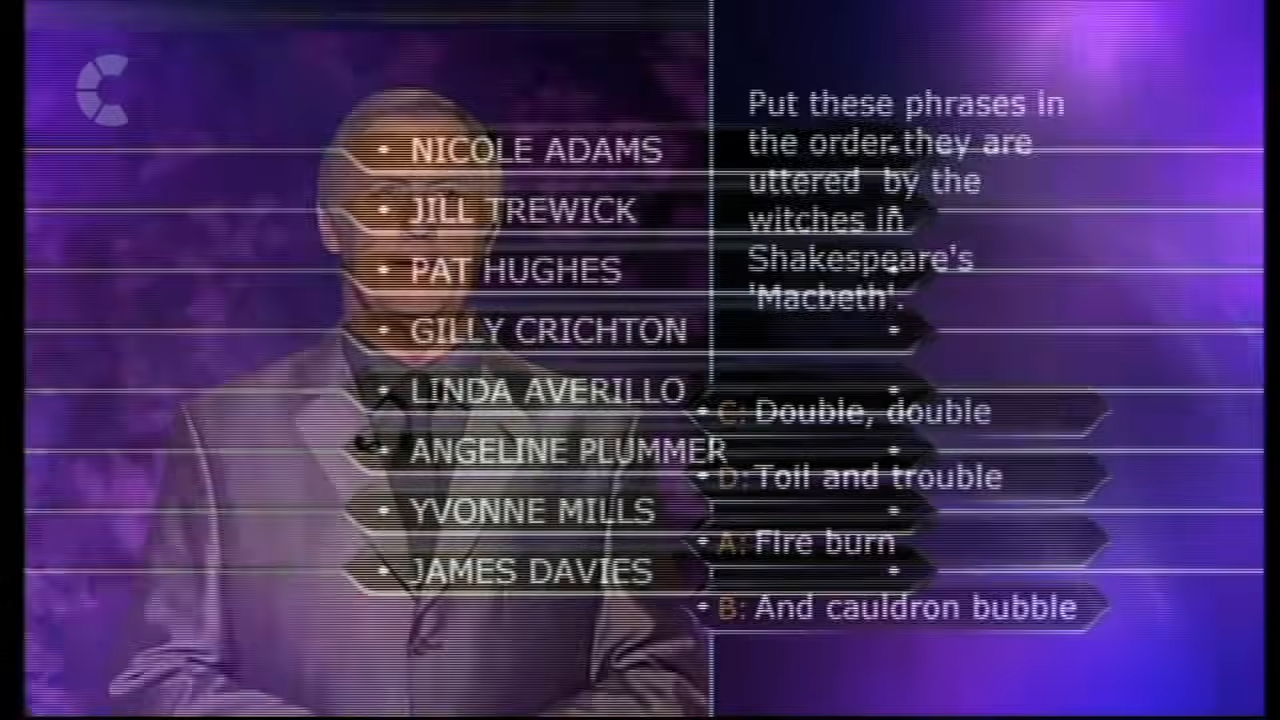 NICOLE ADAMS
JILL TREWICK
PAT HUGHES
GILLY CRICHTON
LINDA AVERILLO
ANGELINE PLUMMER
YVONNE MILLS
JAMES DAVIES
Put these phrases in
the order they are
uttered by the
witches in
Shakespeare's
'Macbeth'.
C: Double, double
D: Toil and trouble
A: Fire burn
B: And cauldron bubble